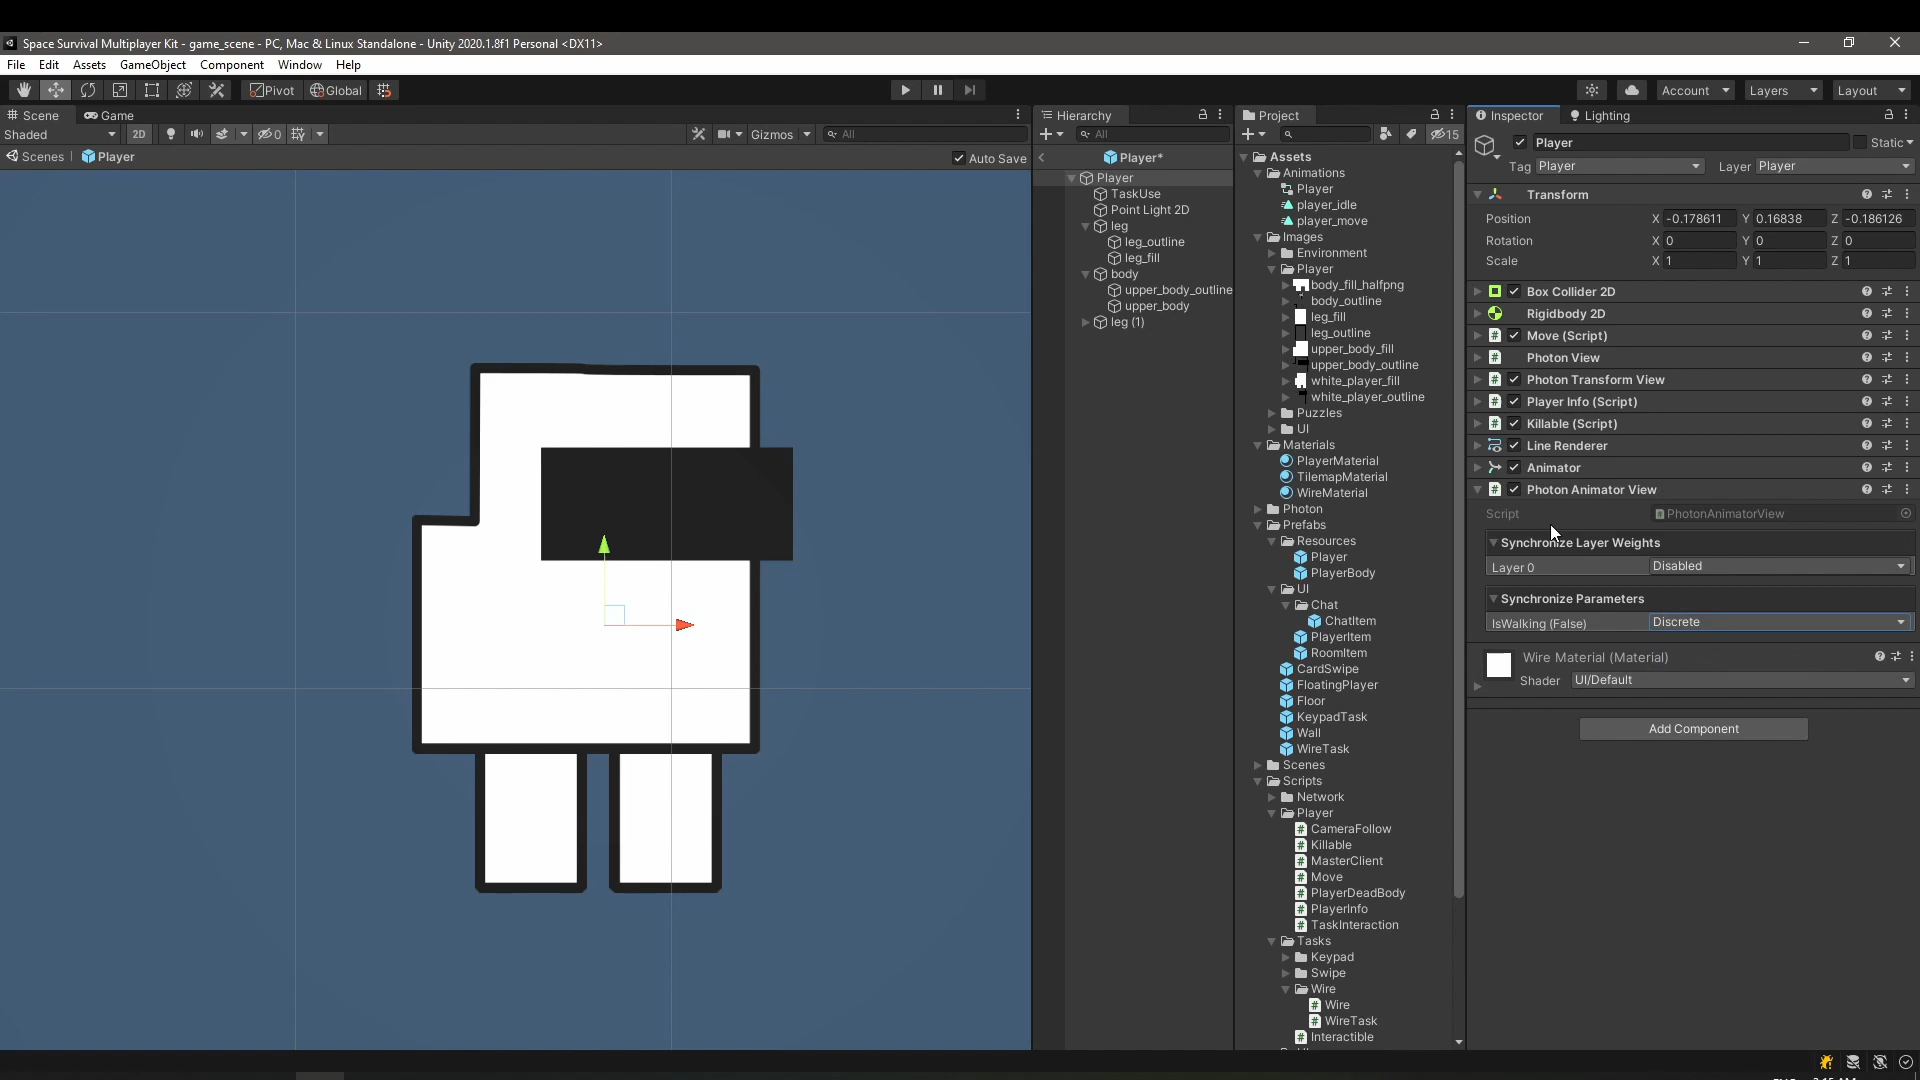 Space Survival Multiplayer Kit - game_scene - PC, Mac & Linux Standalone - Unity 2020.1.8f1 Personal <DX11>
File Edit Assets GameObject Component Window Help
Pivot Global Account Layers Layout
Scene Game
Shaded 2D 0 Gizmos All
Scenes Player Auto Save
Hierarchy
All
Player*
Player
TaskUse
Point Light 2D
leg
leg_outline
leg_fill
body
upper_body_outline
upper_body
leg (1)
Project
15
Assets
Animations
Player
player_idle
player_move
Images
Environment
Player
body_fill_halfpng
body_outline
leg_fill
leg_outline
upper_body_fill
upper_body_outline
white_player_fill
white_player_outline
Puzzles
UI
Materials
PlayerMaterial
TilemapMaterial
WireMaterial
Photon
Prefabs
Resources
Player
PlayerBody
UI
Chat
ChatItem
PlayerItem
RoomItem
CardSwipe
FloatingPlayer
Floor
KeypadTask
Wall
WireTask
Scenes
Scripts
Network
Player
CameraFollow
Killable
MasterClient
Move
PlayerDeadBody
PlayerInfo
TaskInteraction
Tasks
Keypad
Swipe
Wire
Wire
WireTask
Interactible
Inspector Lighting
Player Static
Tag Player Layer Player
Transform
Position X -0.178611 Y 0.16838 Z -0.186126
Rotation X 0 Y 0 Z 0
Scale X 1 Y 1 Z 1
Box Collider 2D
Rigidbody 2D
Move (Script)
Photon View
Photon Transform View
Player Info (Script)
Killable (Script)
Line Renderer
Animator
Photon Animator View
Script PhotonAnimatorView
Synchronize Layer Weights
Layer 0 Disabled
Synchronize Parameters
IsWalking (False) Discrete
Wire Material (Material)
Shader UI/Default
Add Component